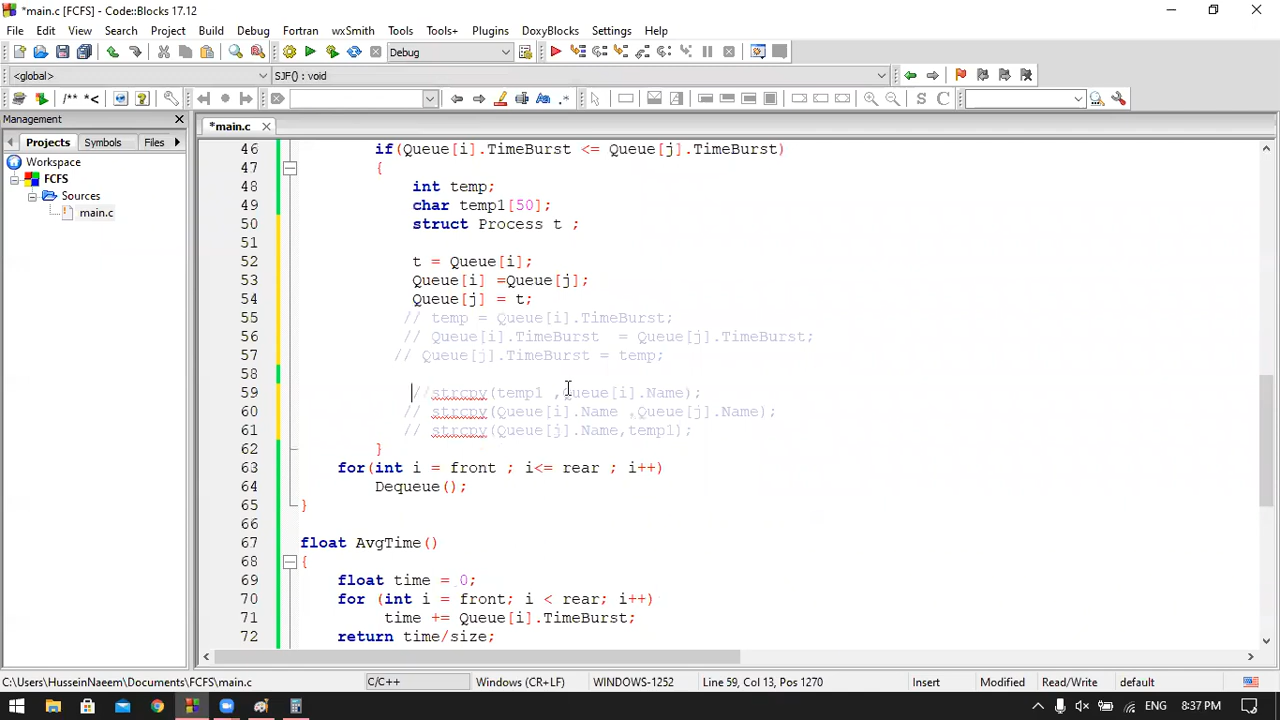 *main.c [FCFS] - Code::Blocks 17.12
File Edit View Search Project Build Debug Fortran wxSmith Tools Tools+ Plugins DoxyBlocks Settings Help
Debug
<global> SJF() : void
/** *< S C
Management
*main.c
Projects Symbols Files
Workspace
FCFS
Sources
main.c
46 if(Queue[i].TimeBurst <= Queue[j].TimeBurst)
47 {
48 int temp;
49 char temp1[50];
50 struct Process t ;
51
52 t = Queue[i];
53 Queue[i] =Queue[j];
54 Queue[j] = t;
55 // temp = Queue[i].TimeBurst;
56 // Queue[i].TimeBurst  = Queue[j].TimeBurst;
57 // Queue[j].TimeBurst = temp;
58
59 //strcpy(temp1 ,Queue[i].Name);
60 // strcpy(Queue[i].Name ,Queue[j].Name);
61 // strcpy(Queue[j].Name,temp1);
62 }
63 for(int i = front ; i<= rear ; i++)
64 Dequeue();
65 }
66
67 float AvgTime()
68 {
69 float time = 0;
70 for (int i = front; i < rear; i++)
71 time += Queue[i].TimeBurst;
72 return time/size;
C:\Users\HusseinNaeem\Documents\FCFS\main.c C/C++ Windows (CR+LF) WINDOWS-1252 Line 59, Col 13, Pos 1270 Insert Modified Read/Write default
ENG 8:37 PM